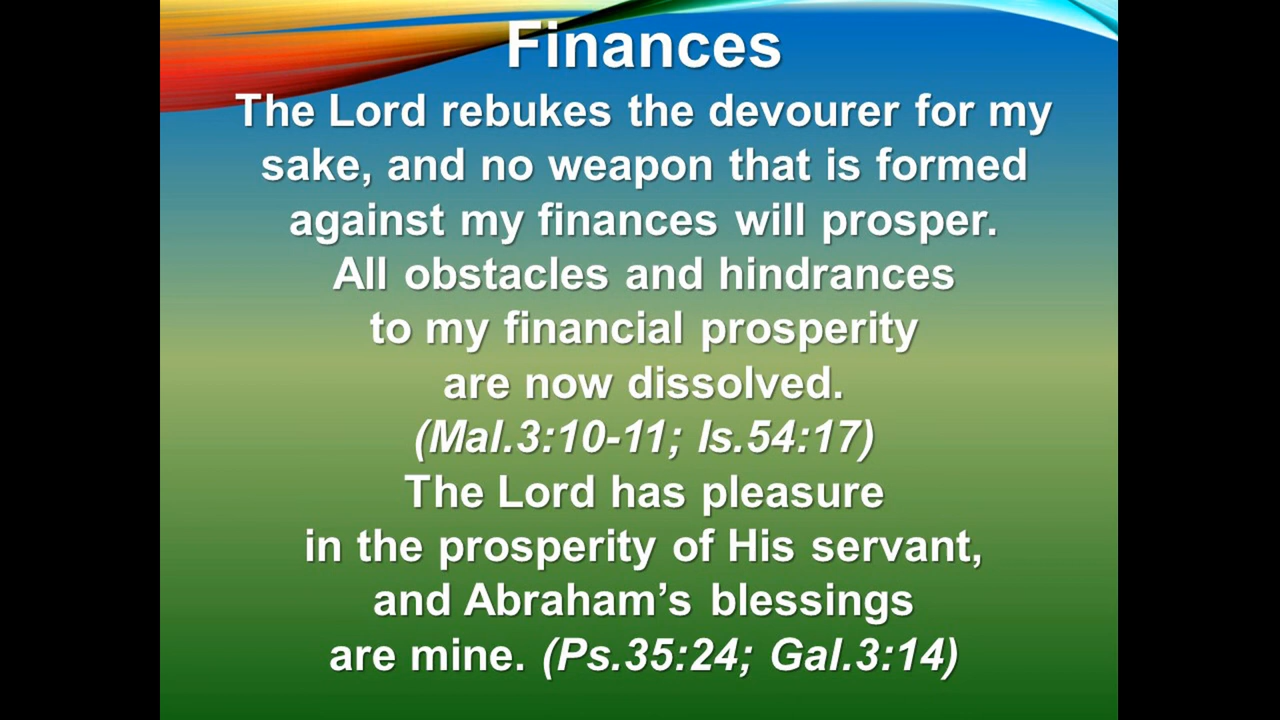 Finances
The Lord rebukes the devourer for my
sake, and no weapon that is formed
against my finances will prosper.
All obstacles and hindrances
to my financial prosperity
are now dissolved.
(Mal.3:10-11; Is.54:17)
The Lord has pleasure
in the prosperity of His servant,
and Abraham’s blessings
are mine. (Ps.35:24; Gal.3:14)